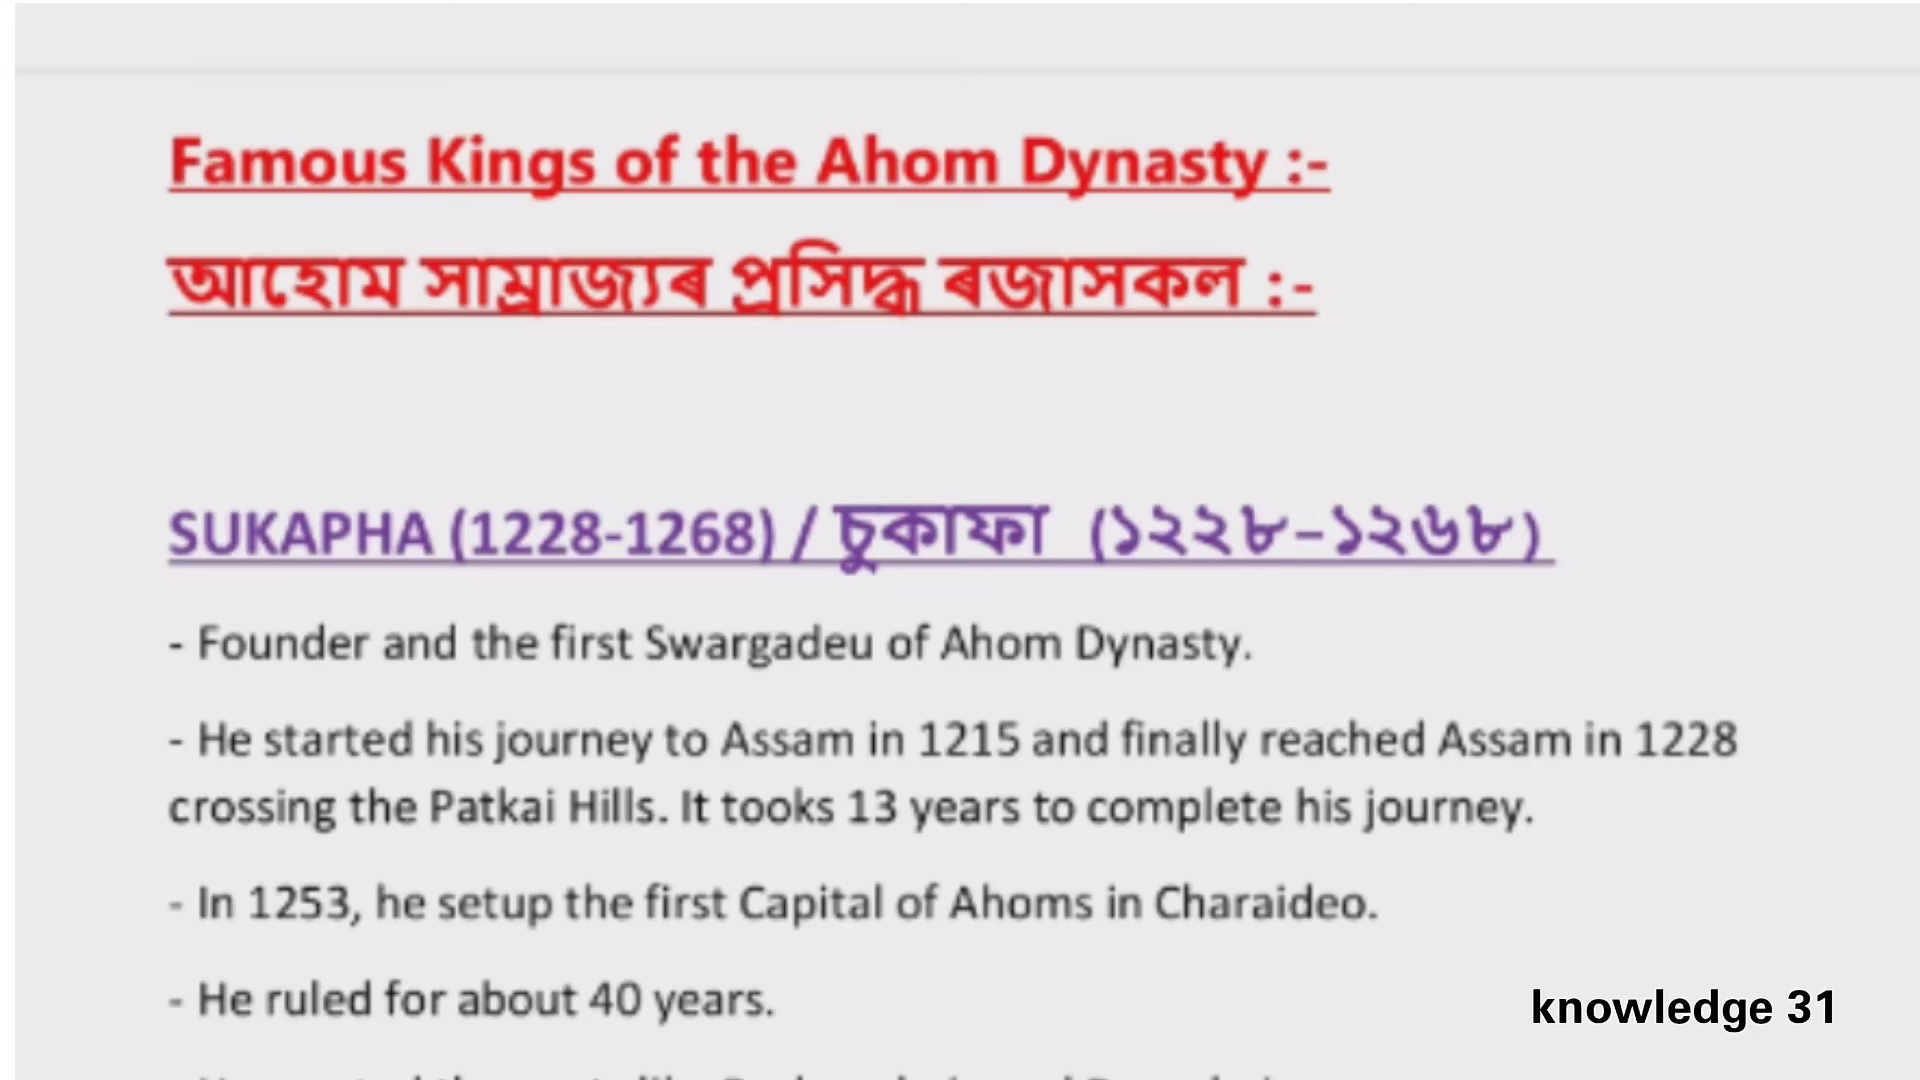 Famous Kings of the Ahom Dynasty :-
আহোম সাম্ৰাজ্যৰ প্ৰসিদ্ধ ৰজাসকল :-
SUKAPHA (1228-1268) / চুকাফা (১২২৮–১২৬৮)
- Founder and the first Swargadeu of Ahom Dynasty.
- He started his journey to Assam in 1215 and finally reached Assam in 1228
crossing the Patkai Hills. It tooks 13 years to complete his journey.
- In 1253, he setup the first Capital of Ahoms in Charaideo.
- He ruled for about 40 years.
knowledge 31